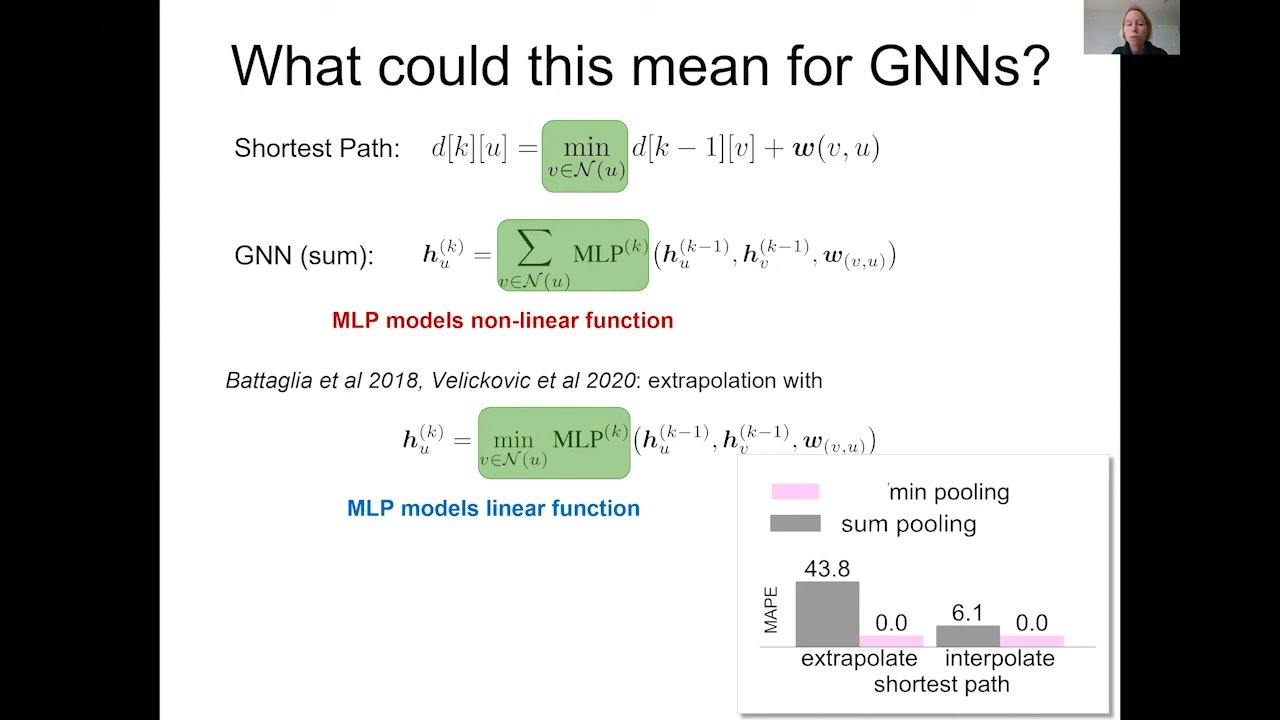 What could this mean for GNNs?
Shortest Path: d[k][u] = min_{v∈𝒩(u)} d[k − 1][v] + w(v, u)
GNN (sum): h_u^{(k)} = ∑_{v∈𝒩(u)} MLP^{(k)}(h_u^{(k−1)}, h_v^{(k−1)}, w_{(v,u)})
MLP models non-linear function
Battaglia et al 2018, Velickovic et al 2020: extrapolation with
h_u^{(k)} = min_{v∈𝒩(u)} MLP^{(k)}(h_u^{(k−1)}, h_v^{(k−1)}, w_{(v,u)})
MLP models linear function
min pooling
sum pooling
43.8
0.0
6.1
0.0
MAPE
extrapolate interpolate
shortest path